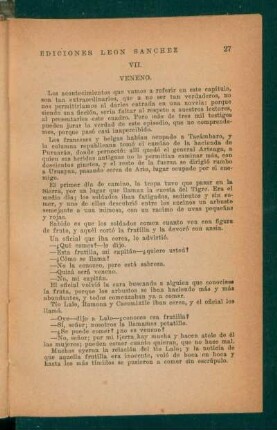 EDICIONES LEON SANCHEZ 27
VII.
VENENO.
Los acontecimientos que vamos a referir en este capítulo,
son tan extraordinarios, que a no ser tan verdaderos, no
nos permitiríamos ni darles entrada en una novela; porque
siendo una ficción, sería faltar al respeto a nuestros lectores,
al presentarles este cuadro. Pero más de tres mil testigos
pueden jurar la verdad de este episodio, que no comprende-
mos, porque pasó casi inapercibido.
Los franceses y belgas habían ocupado a Tacámbaro, y
la columna republicana tomó el camino de la hacienda de
Puruarán, donde pernoctó: allí quedó el general Arteaga, a
quien sus heridas antiguas no le permitían caminar más, con
doscientos ginetes, y el resto de la fuerza se dirigió rumbo
a Uruapan, pasando cerca de Ario, lugar ocupado por el ene-
migo.
El primer día de camino, la tropa tuvo que pasar en la
Sierra, por un lugar que llaman la cuesta del Tigre. Era el
medio día; los soldados iban fatigados, sedientos y sin co-
mer, y uno de ellos descubrió entre los encinos un arbusto
semejante a una mimosa, con un racimo de unas pequeñas
y rojas.
Sabido es que los soldados comen cuanto vea con figura
de fruta, y aquél cortó la frutilla y la devoró con ansia.
Un oficial que iba cerca, lo advirtió.
—¿Qué comes?—le dijo.
—Esta frutilla, mi capitán—¿quiere usted?
—¿Cómo se llama?
—No la conozco, pero está sabrosa.
—Quizá será veneno.
—No, mi capitán.
El oficial volvió la cara buscando a alguien que conociese
la fruta, porque los arbustos se iban haciendo más y más
abundantes, y todos comenzaban ya a comer.
Tío Lalo, Ramona y Cacomixtle iban cerca, y el oficial los
llamó.
—Oye—dijo a Lalo—¿conoces esa frutilla?
—Sí, señor; nosotros la llamamos petatillo.
—¿Se puede comer? ¿no es veneno?
—No, señor; por mi tierra hay mucha y hacen atole de él
las mujeres; pueden comer cuanto quieran, que no hace mal.
Muchos oyeron la relación del tío Lalo, y la noticia de
que aquella frutilla era inocente, voló de boca en boca y
hasta los más tímidos se pusieron a comer sin escrúpulo.